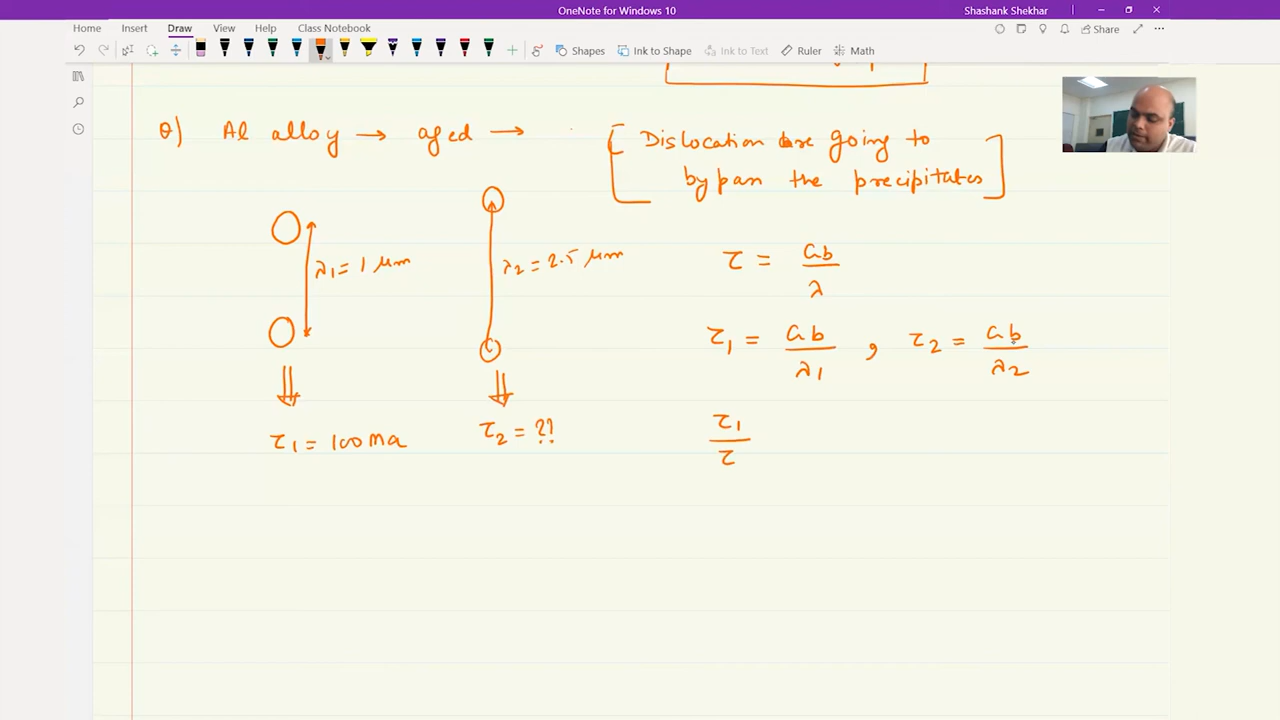 OneNote for Windows 10
Shashank Shekhar
Home Insert Draw View Help Class Notebook
Share
Shapes Ink to Shape Ink to Text Ruler Math
Q) Al alloy → aged →
[Dislocation are going to
bypass the precipitates]
λ1 = 1 μm
λ2 = 2.5 μm
τ = Gb/λ
τ1 = Gb/λ1 , τ2 = Gb/λ2
τ1 = 100 MPa
τ2 = ??
τ1/τ